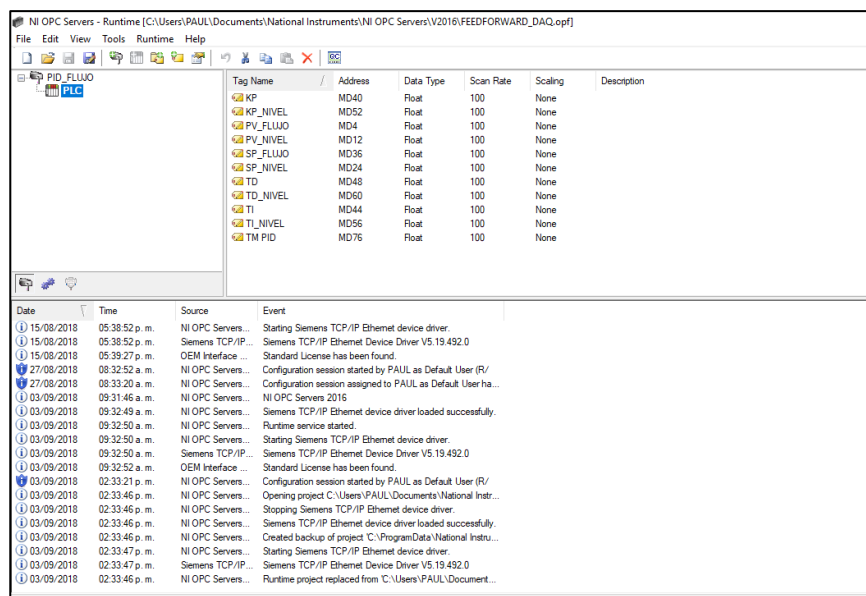 NI OPC Servers - Runtime [C:\Users\PAUL\Documents\National Instruments\NI OPC Servers\V2016\FEEDFORWARD_DAQ.opf]
File Edit View Tools Runtime Help
PID_FLUJO
PLC
Tag Name / Address Data Type Scan Rate Scaling Description
KP MD40 Float 100 None
KP_NIVEL MD52 Float 100 None
PV_FLUJO MD4 Float 100 None
PV_NIVEL MD12 Float 100 None
SP_FLUJO MD36 Float 100 None
SP_NIVEL MD24 Float 100 None
TD MD48 Float 100 None
TD_NIVEL MD60 Float 100 None
TI MD44 Float 100 None
TI_NIVEL MD56 Float 100 None
TM PID MD76 Float 100 None
Date Time Source Event
15/08/2018 05:38:52 p. m. NI OPC Servers... Starting Siemens TCP/IP Ethernet device driver.
15/08/2018 05:38:52 p. m. Siemens TCP/IP... Siemens TCP/IP Ethernet Device Driver V5.19.492.0
15/08/2018 05:39:27 p. m. OEM Interface ... Standard License has been found.
27/08/2018 08:32:52 a. m. NI OPC Servers... Configuration session started by PAUL as Default User (R/
27/08/2018 08:33:20 a. m. NI OPC Servers... Configuration session assigned to PAUL as Default User ha...
03/09/2018 09:31:46 a. m. NI OPC Servers... NI OPC Servers 2016
03/09/2018 09:32:49 a. m. NI OPC Servers... Siemens TCP/IP Ethernet device driver loaded successfully.
03/09/2018 09:32:50 a. m. NI OPC Servers... Runtime service started.
03/09/2018 09:32:50 a. m. NI OPC Servers... Starting Siemens TCP/IP Ethernet device driver.
03/09/2018 09:32:50 a. m. Siemens TCP/IP... Siemens TCP/IP Ethernet Device Driver V5.19.492.0
03/09/2018 09:32:52 a. m. OEM Interface ... Standard License has been found.
03/09/2018 02:33:21 p. m. NI OPC Servers... Configuration session started by PAUL as Default User (R/
03/09/2018 02:33:46 p. m. NI OPC Servers... Opening project C:\Users\PAUL\Documents\National Instr...
03/09/2018 02:33:46 p. m. NI OPC Servers... Stopping Siemens TCP/IP Ethernet device driver.
03/09/2018 02:33:46 p. m. NI OPC Servers... Siemens TCP/IP Ethernet device driver loaded successfully.
03/09/2018 02:33:46 p. m. NI OPC Servers... Created backup of project 'C:\ProgramData\National Instru...
03/09/2018 02:33:47 p. m. NI OPC Servers... Starting Siemens TCP/IP Ethernet device driver.
03/09/2018 02:33:47 p. m. Siemens TCP/IP... Siemens TCP/IP Ethernet Device Driver V5.19.492.0
03/09/2018 02:33:46 p. m. NI OPC Servers... Runtime project replaced from 'C:\Users\PAUL\Document...